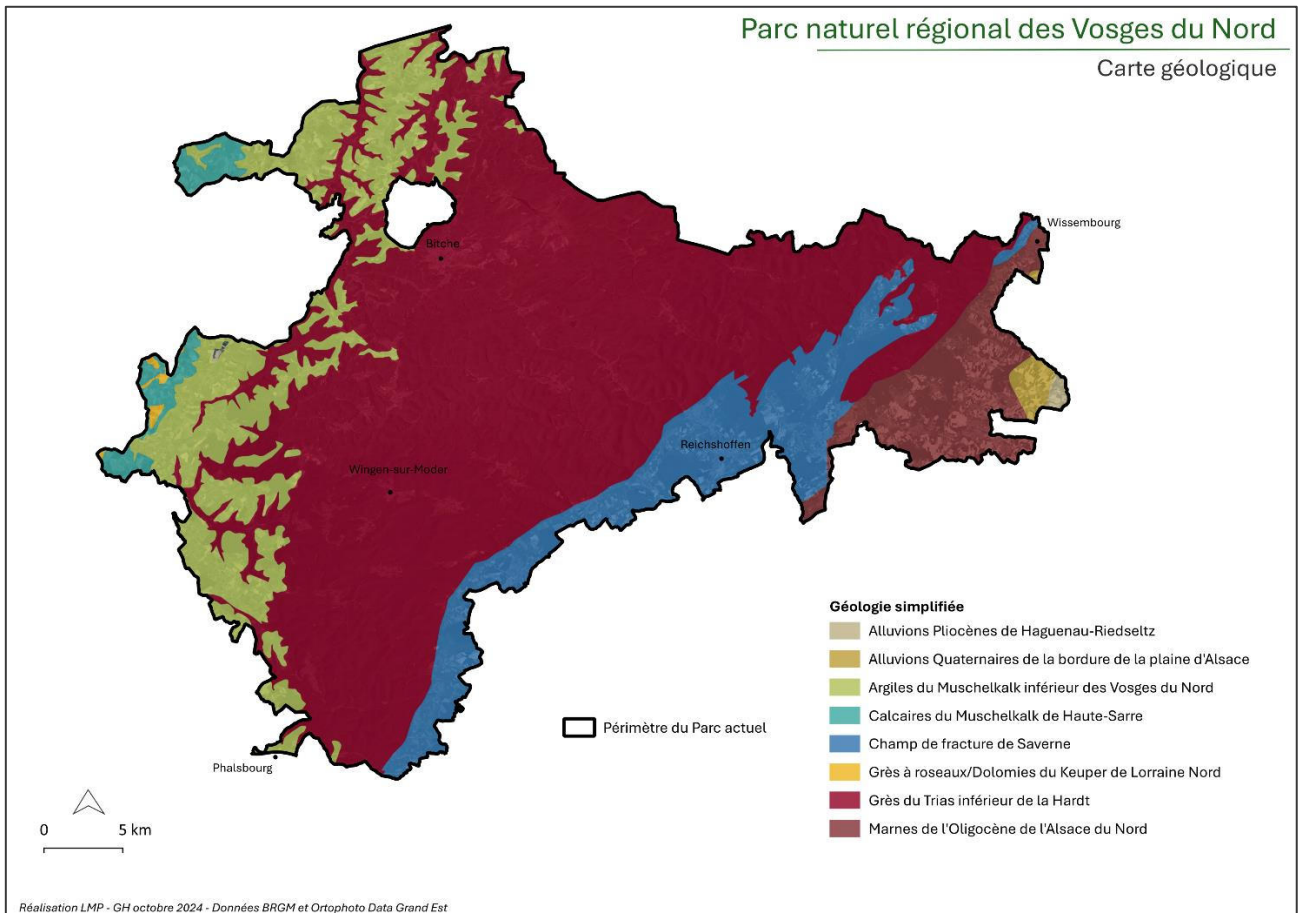 Parc naturel régional des Vosges du Nord
Carte géologique
Wissembourg
Bitche
Reichshoffen
Wingen-sur-Moder
Phalsbourg
Périmètre du Parc actuel
Géologie simplifiée
Alluvions Pliocènes de Haguenau-Riedseltz
Alluvions Quaternaires de la bordure de la plaine d'Alsace
Argiles du Muschelkalk inférieur des Vosges du Nord
Calcaires du Muschelkalk de Haute-Sarre
Champ de fracture de Saverne
Grès à roseaux/Dolomies du Keuper de Lorraine Nord
Grès du Trias inférieur de la Hardt
Marnes de l'Oligocène de l'Alsace du Nord
0 5 km
Réalisation LMP - GH octobre 2024 - Données BRGM et Ortophoto Data Grand Est